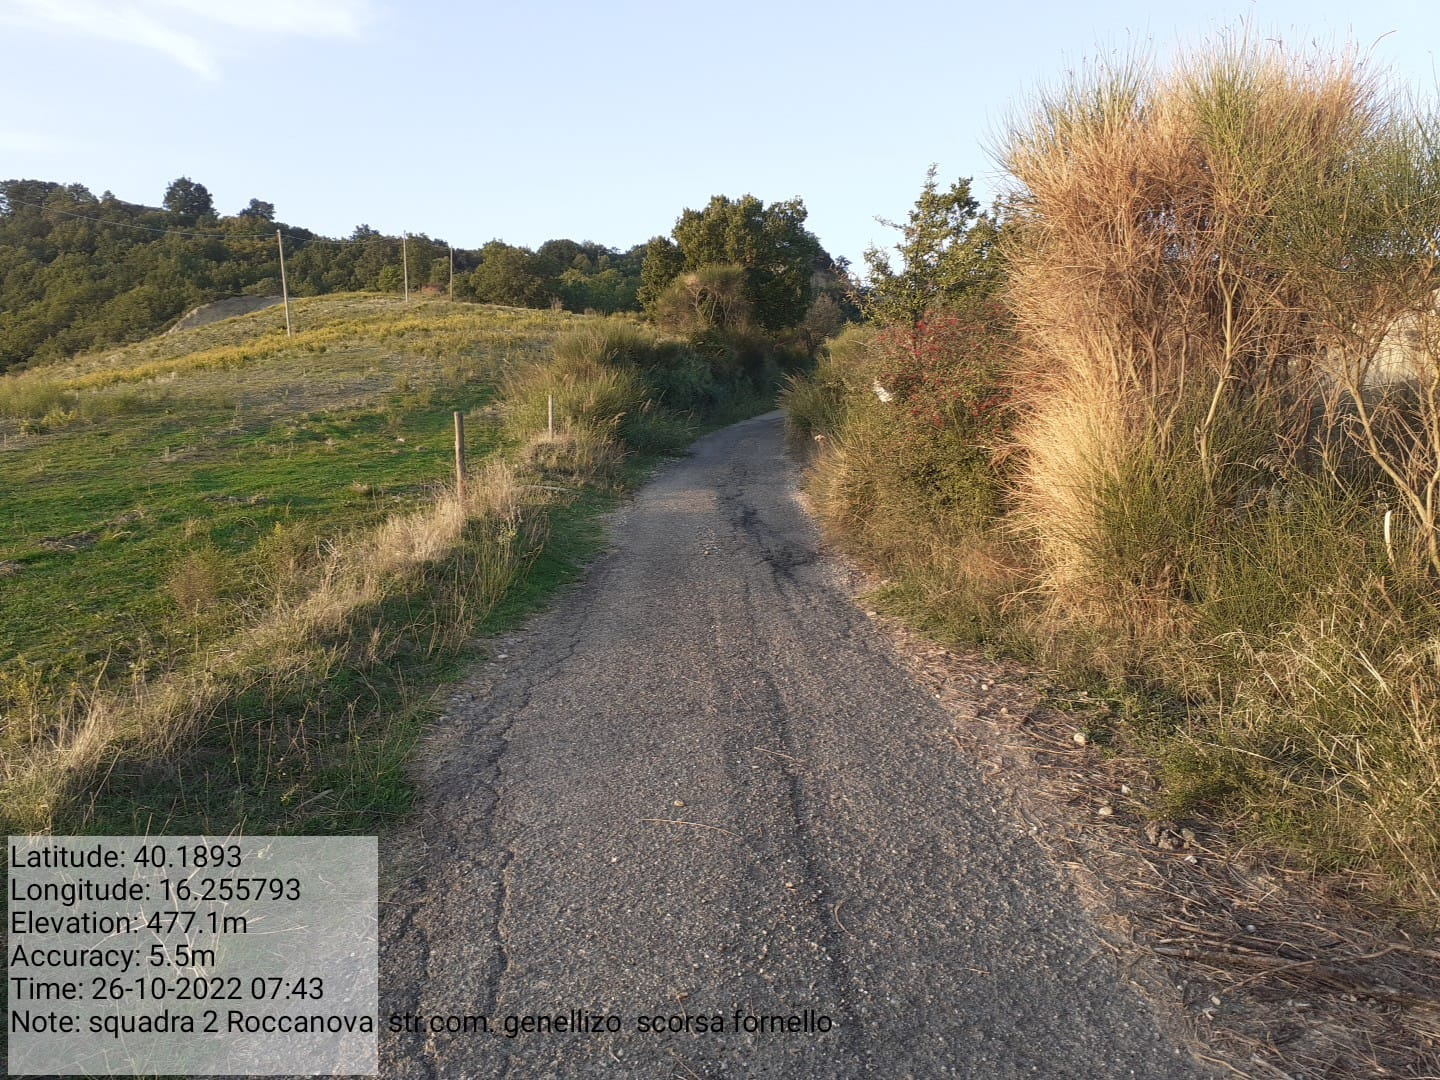 Latitude: 40.1893
Longitude: 16.255793
Elevation: 477.1m
Accuracy: 5.5m
Time: 26-10-2022 07:43
Note: squadra 2 Roccanova str.com. genellizo scorsa fornello